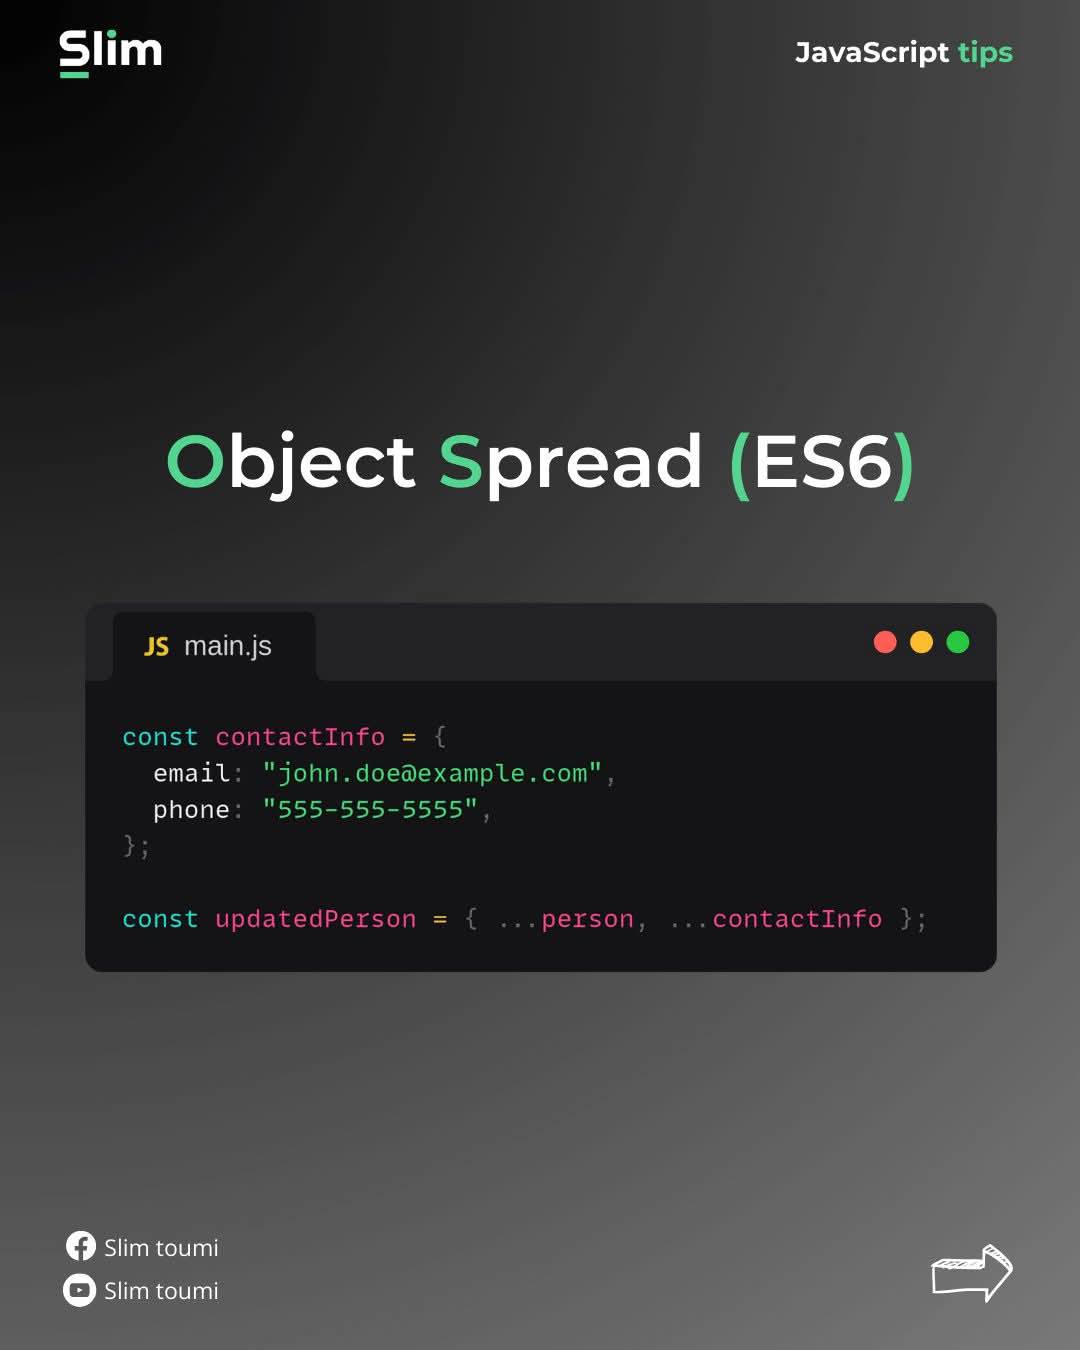 Slim
JavaScript tips
Object Spread (ES6)
JS main.js
const contactInfo = {
  email: "john.doe@example.com",
  phone: "555-555-5555",
};
const updatedPerson = { ...person, ...contactInfo };
Slim toumi
Slim toumi